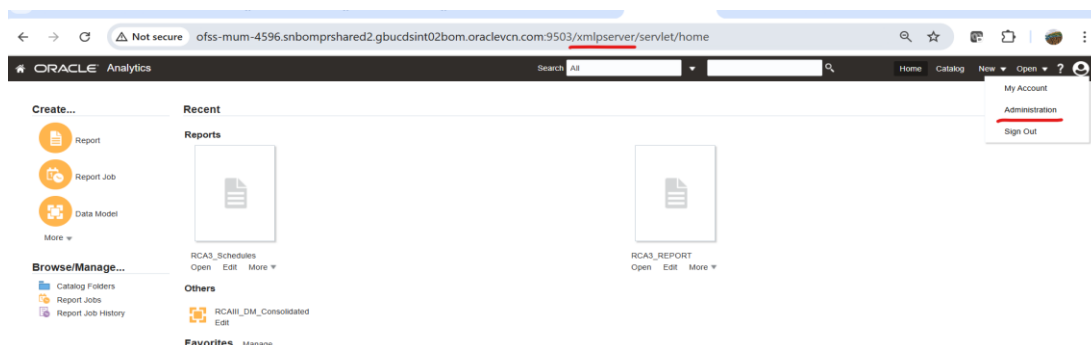 Not secure ofss-mum-4596.snbomprshared2.gbucdsint02bom.oraclevcn.com:9503/xmlpserver/servlet/home
ORACLE Analytics Search All Home Catalog New Open ?
My Account
Administration
Sign Out
Create...
Report
Report Job
Data Model
More
Browse/Manage...
Catalog Folders
Report Jobs
Report Job History
Recent
Reports
RCA3_Schedules
Open Edit More
RCA3_REPORT
Open Edit More
Others
RCAIII_DM_Consolidated
Edit
Favorites Manage